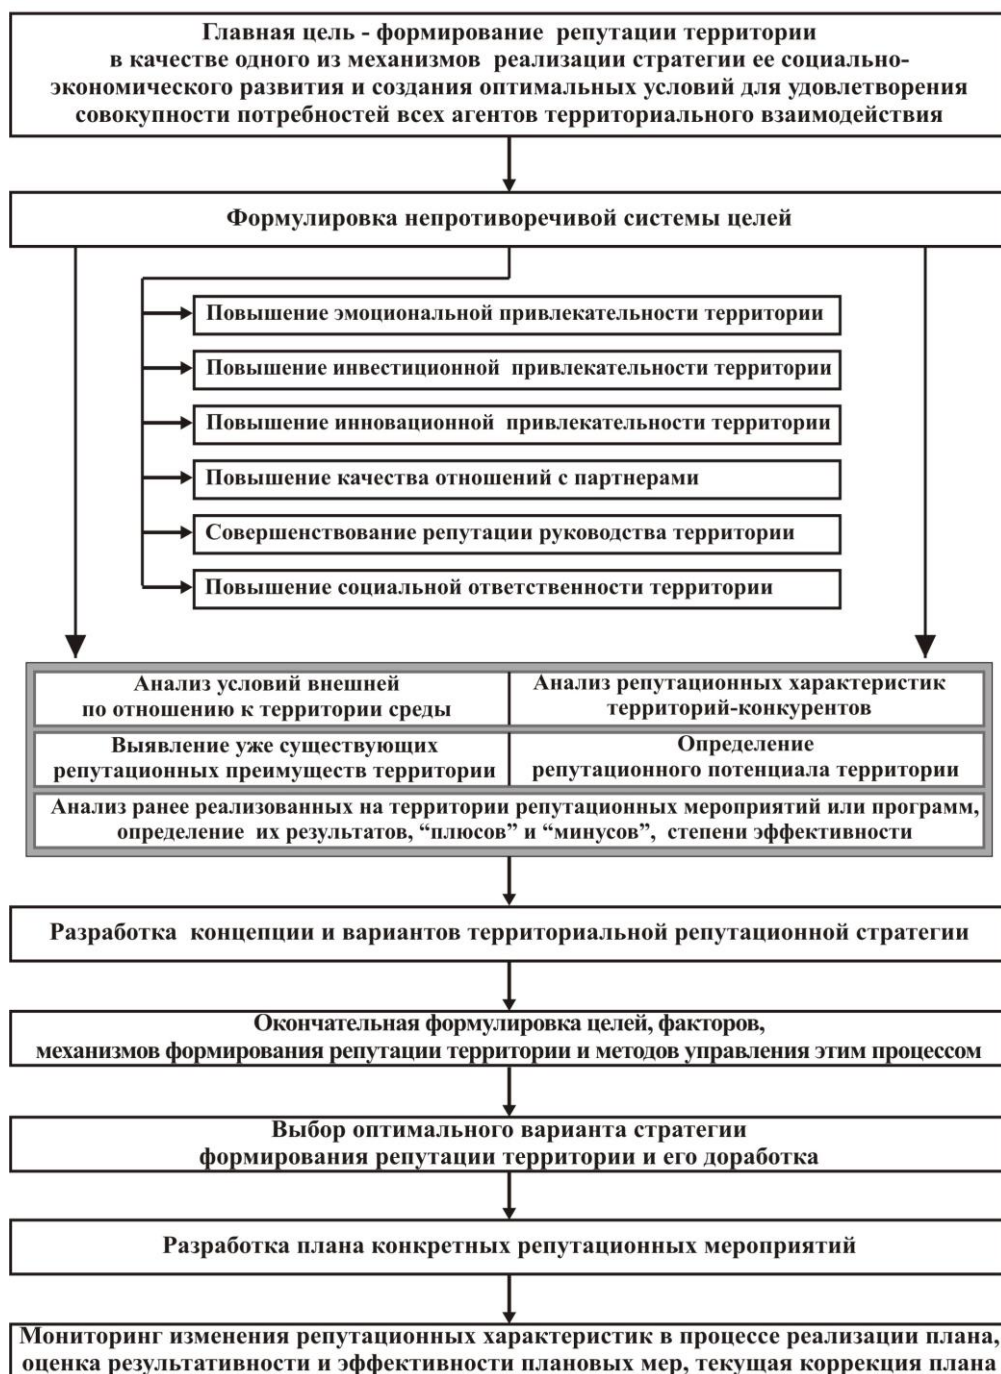 Главная цель - формирование репутации территории
в качестве одного из механизмов реализации стратегии ее социально-
экономического развития и создания оптимальных условий для удовлетворения
совокупности потребностей всех агентов территориального взаимодействия
Формулировка непротиворечивой системы целей
Повышение эмоциональной привлекательности территории
Повышение инвестиционной привлекательности территории
Повышение инновационной привлекательности территории
Повышение качества отношений с партнерами
Совершенствование репутации руководства территории
Повышение социальной ответственности территории
Анализ условий внешней
по отношению к территории среды
Анализ репутационных характеристик
территорий-конкурентов
Выявление уже существующих
репутационных преимуществ территории
Определение
репутационного потенциала территории
Анализ ранее реализованных на территории репутационных мероприятий или программ,
определение их результатов, “плюсов” и “минусов”, степени эффективности
Разработка концепции и вариантов территориальной репутационной стратегии
Окончательная формулировка целей, факторов,
механизмов формирования репутации территории и методов управления этим процессом
Выбор оптимального варианта стратегии
формирования репутации территории и его доработка
Разработка плана конкретных репутационных мероприятий
Мониторинг изменения репутационных характеристик в процессе реализации плана,
оценка результативности и эффективности плановых мер, текущая коррекция плана